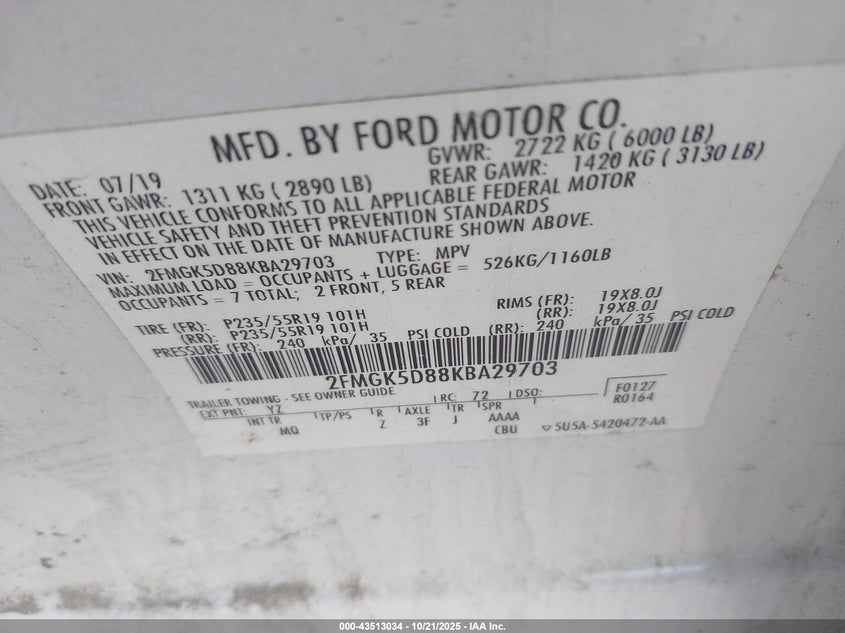 MFD. BY FORD MOTOR CO.
DATE: 07/19 GVWR: 2722 KG ( 6000 LB)
FRONT GAWR: 1311 KG ( 2890 LB) REAR GAWR: 1420 KG ( 3130 LB)
THIS VEHICLE CONFORMS TO ALL APPLICABLE FEDERAL MOTOR
VEHICLE SAFETY AND THEFT PREVENTION STANDARDS
IN EFFECT ON THE DATE OF MANUFACTURE SHOWN ABOVE.
VIN: 2FMGK5D88KBA29703 TYPE: MPV
MAXIMUM LOAD = OCCUPANTS + LUGGAGE = 526KG/1160LB
OCCUPANTS = 7 TOTAL; 2 FRONT, 5 REAR
TIRE (FR): P235/55R19 101H RIMS (FR): 19X8.0J
(RR): P235/55R19 101H (RR): 19X8.0J
PRESSURE (FR): 240 kPa/ 35 PSI COLD (RR): 240 kPa/ 35 PSI COLD
2FMGK5D88KBA29703
TRAILER TOWING - SEE OWNER GUIDE
EXT PNT: YZ RC: 72 DSO: F0127
R0164
INT TR TP/PS R AXLE TR SPR
MQ Z 3F J AAAA
CBU ▽ 5U5A-5420472-AA
000-43513034 - 10/21/2025 - IAA Inc.